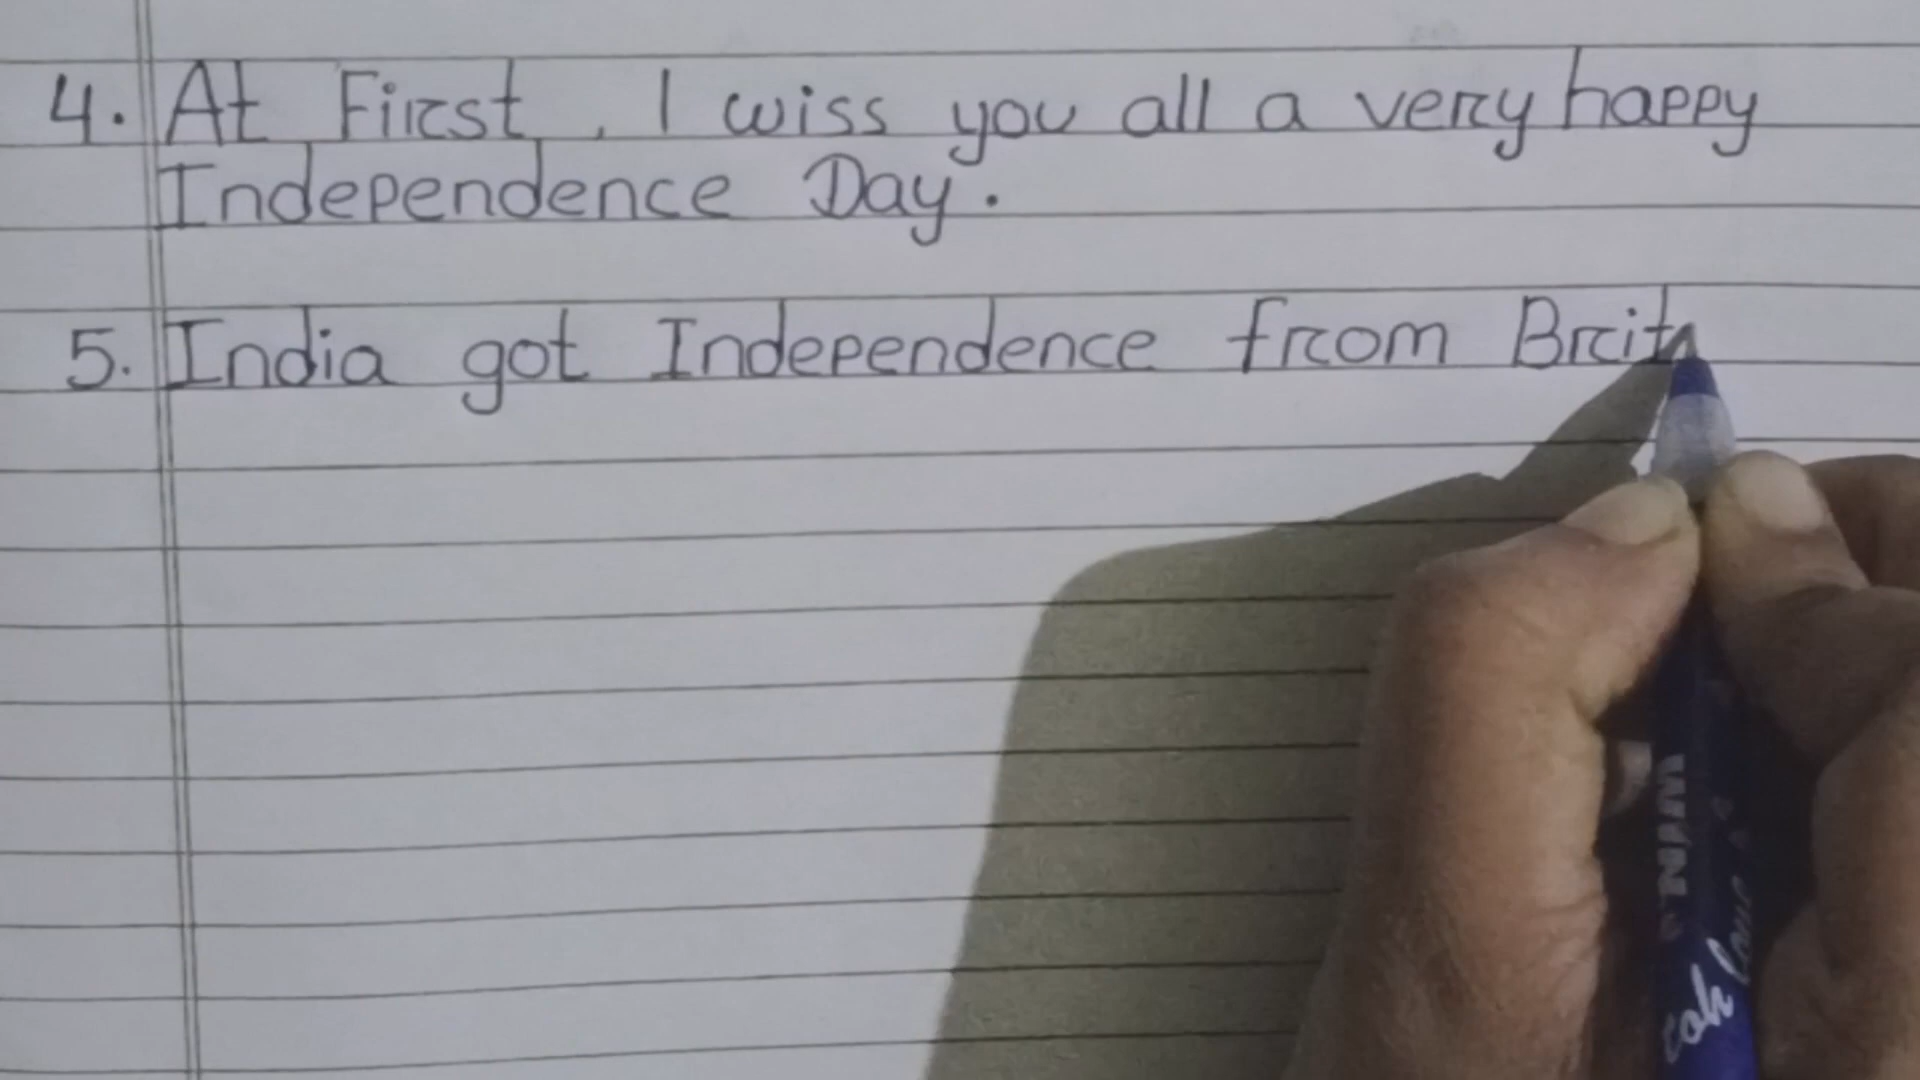 4. At First, I wiss you all a very happy
Independence Day.
5. India got Independence from Brit